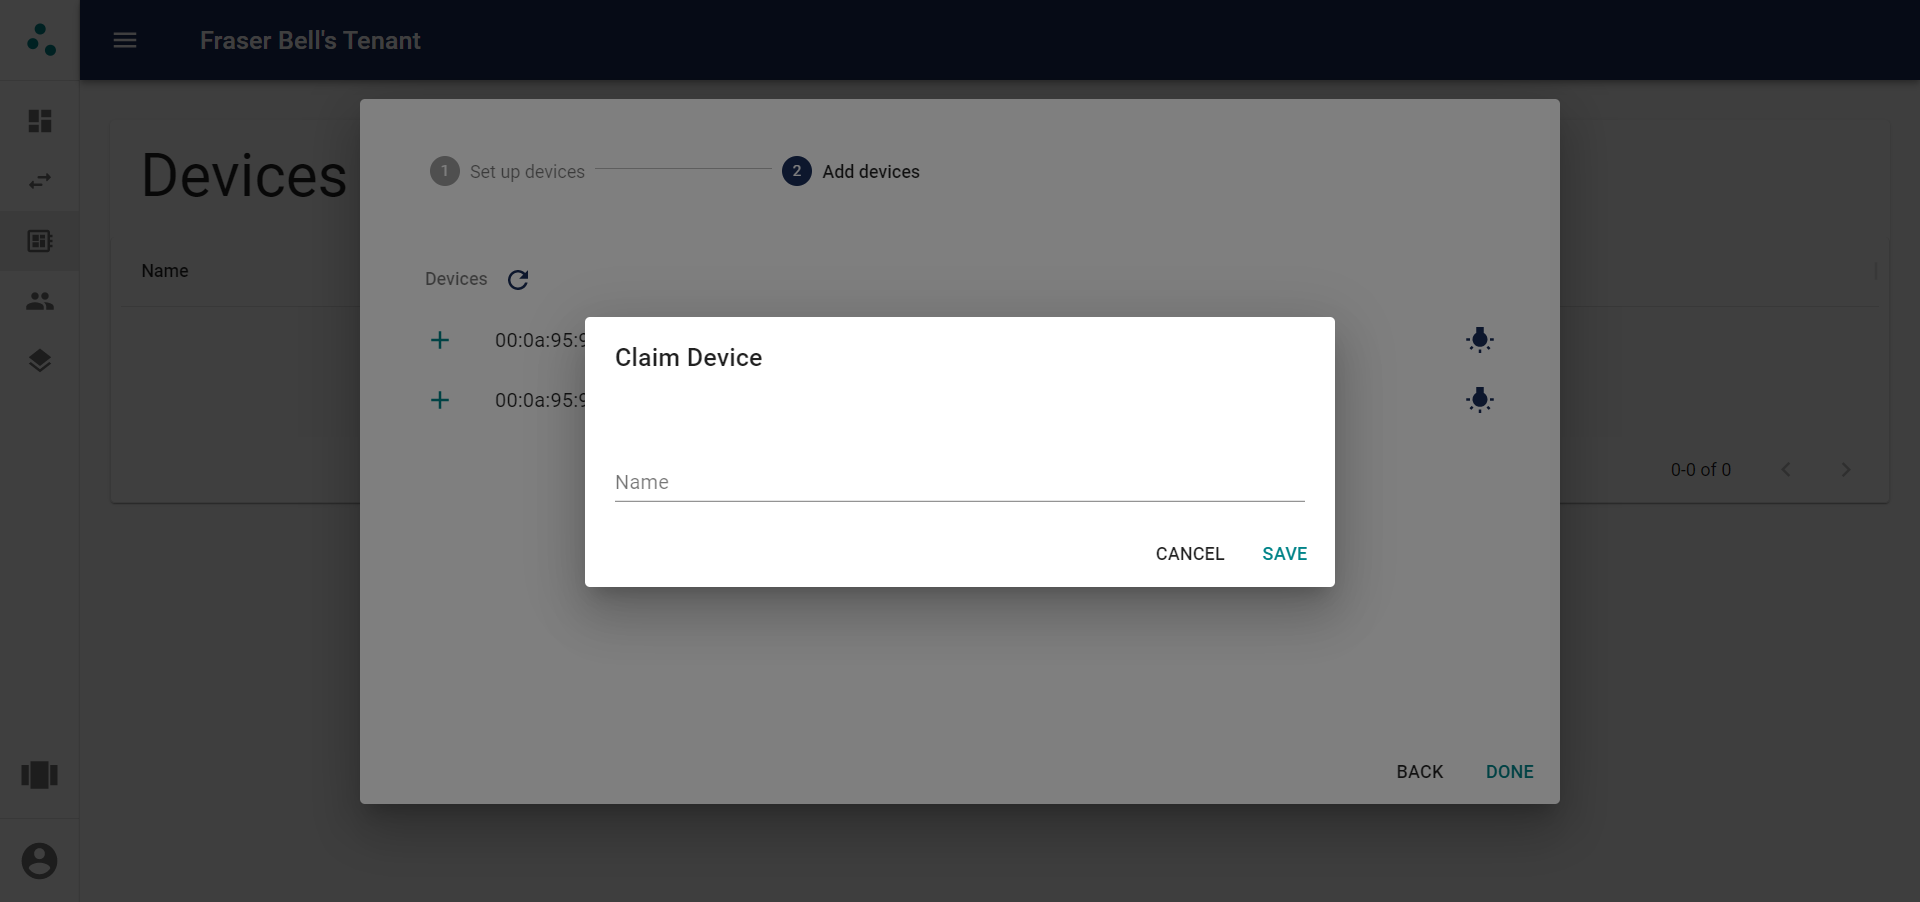 Fraser Bell's Tenant
Devices
Name
1 Set up devices
2 Add devices
Devices
00:0a:95:9
00:0a:95:9
Claim Device
Name
CANCEL SAVE
0-0 of 0
BACK DONE